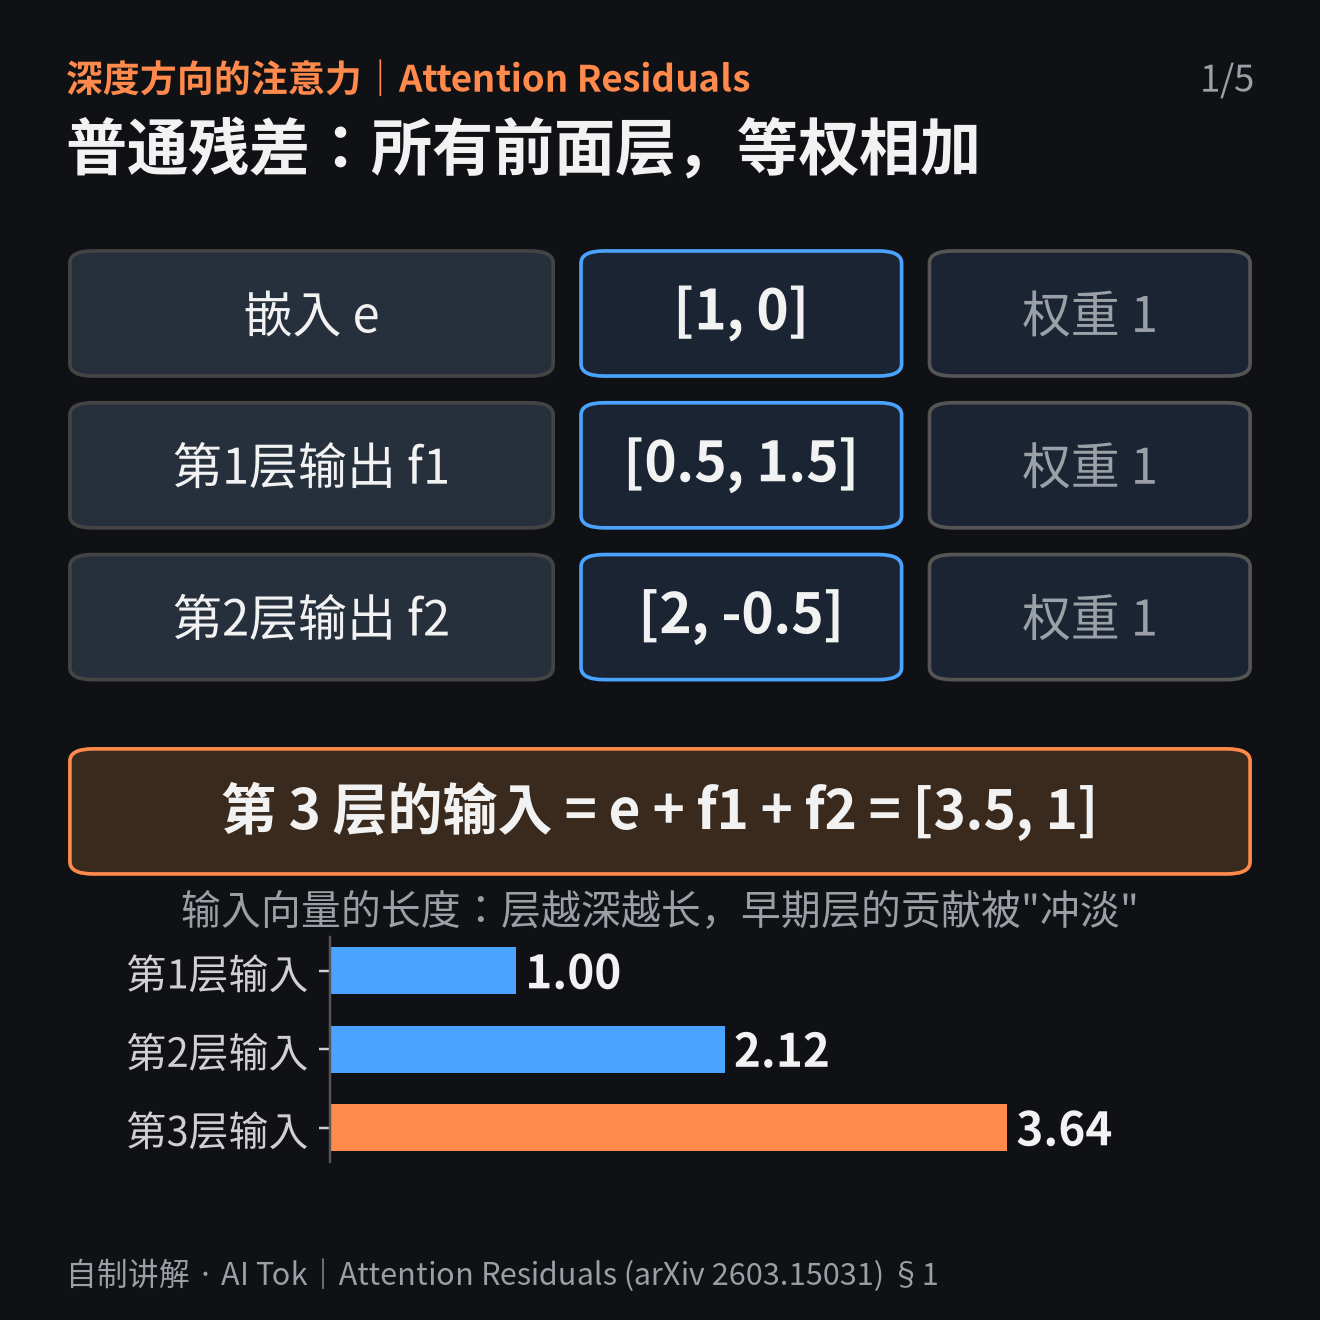 深度方向的注意力｜Attention Residuals
1/5
普通残差：所有前面层，等权相加
嵌入 e
[1, 0]
权重 1
第1层输出 f1
[0.5, 1.5]
权重 1
第2层输出 f2
[2, -0.5]
权重 1
第 3 层的输入 = e + f1 + f2 = [3.5, 1]
输入向量的长度：层越深越长，早期层的贡献被"冲淡"
第1层输入
1.00
第2层输入
2.12
第3层输入
3.64
自制讲解 · AI Tok｜Attention Residuals (arXiv 2603.15031) §1